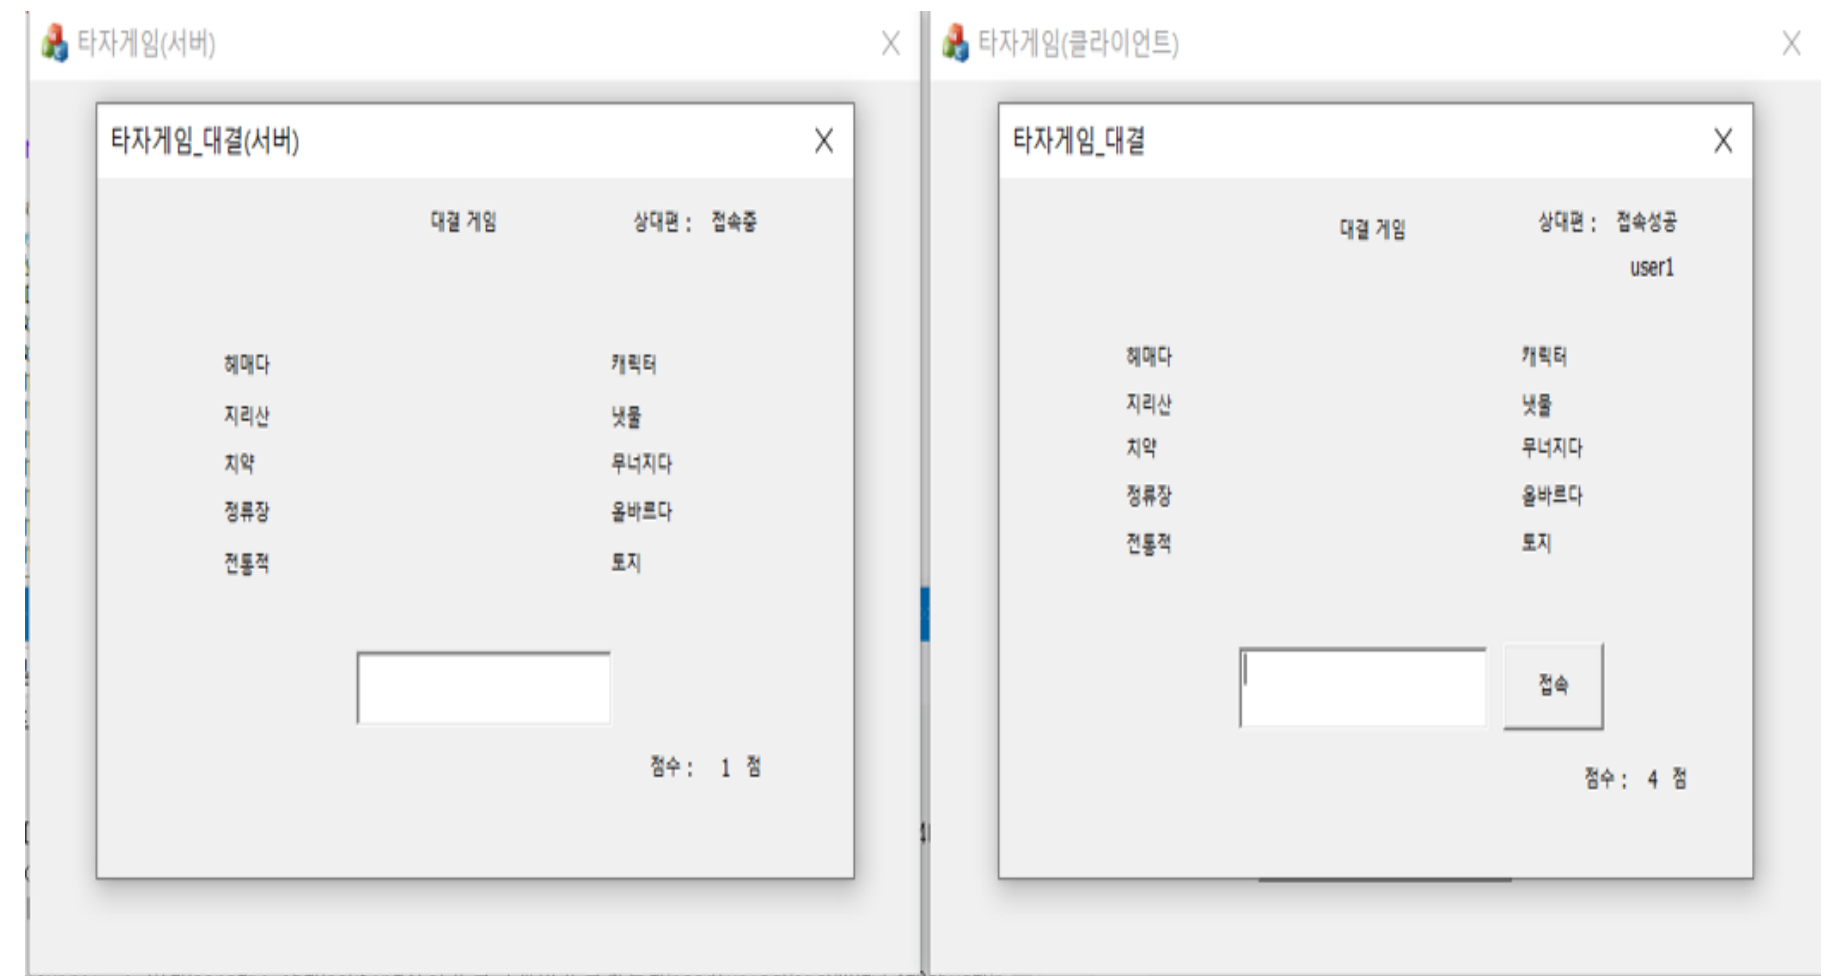 타자게임(서버)
타자게임_대결(서버)
대결 게임 상대편 : 접속중
헤매다 캐릭터
지리산 냇물
치약 무너지다
정류장 올바르다
전통적 토지
점수 : 1 점
타자게임(클라이언트)
타자게임_대결
대결 게임 상대편 : 접속성공
user1
헤매다 캐릭터
지리산 냇물
치약 무너지다
정류장 올바르다
전통적 토지
접속
점수 : 4 점